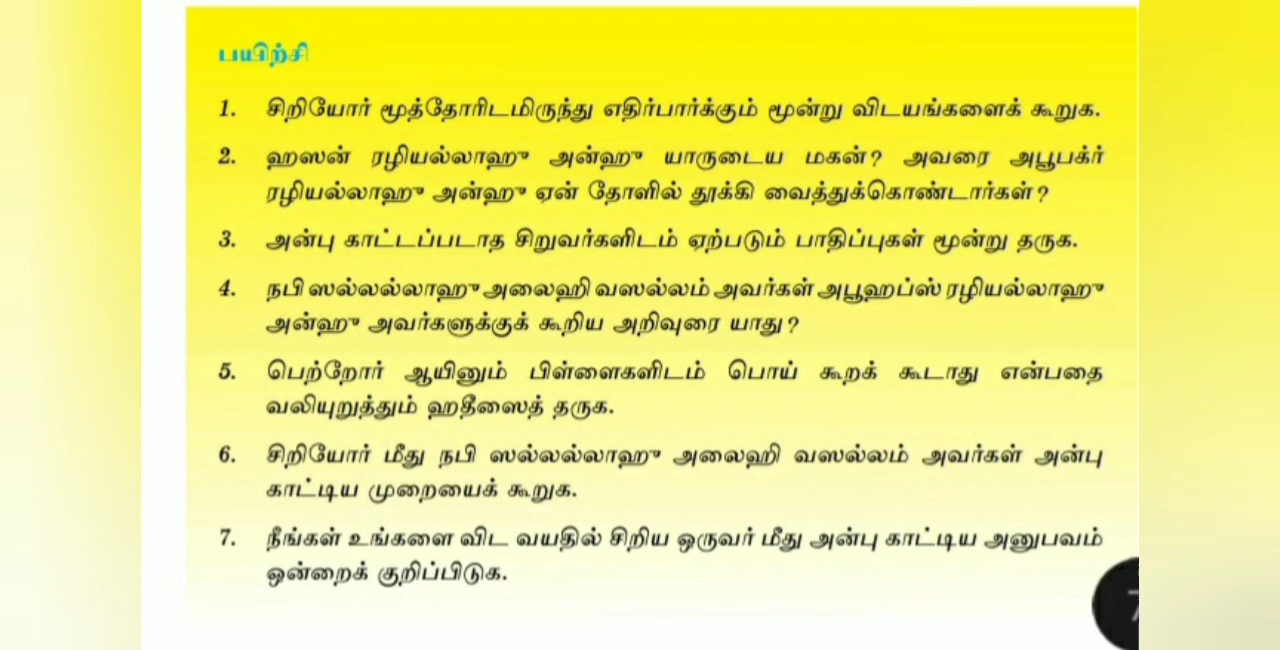 பயிற்சி
1. சிறியோர் மூத்தோரிடமிருந்து எதிர்பார்க்கும் மூன்று விடயங்களைக் கூறுக.
2. ஹஸன் ரழியல்லாஹு அன்ஹு யாருடைய மகன்? அவரை அபூபக்ர்
ரழியல்லாஹு அன்ஹு ஏன் தோளில் தூக்கி வைத்துக்கொண்டார்கள்?
3. அன்பு காட்டப்படாத சிறுவர்களிடம் ஏற்படும் பாதிப்புகள் மூன்று தருக.
4. நபி ஸல்லல்லாஹு அலைஹி வஸல்லம் அவர்கள் அபூஹப்ஸ் ரழியல்லாஹு
அன்ஹு அவர்களுக்குக் கூறிய அறிவுரை யாது?
5. பெற்றோர் ஆயினும் பிள்ளைகளிடம் பொய் கூறக் கூடாது என்பதை
வலியுறுத்தும் ஹதீஸைத் தருக.
6. சிறியோர் மீது நபி ஸல்லல்லாஹு அலைஹி வஸல்லம் அவர்கள் அன்பு
காட்டிய முறையைக் கூறுக.
7. நீங்கள் உங்களை விட வயதில் சிறிய ஒருவர் மீது அன்பு காட்டிய அனுபவம்
ஒன்றைக் குறிப்பிடுக.